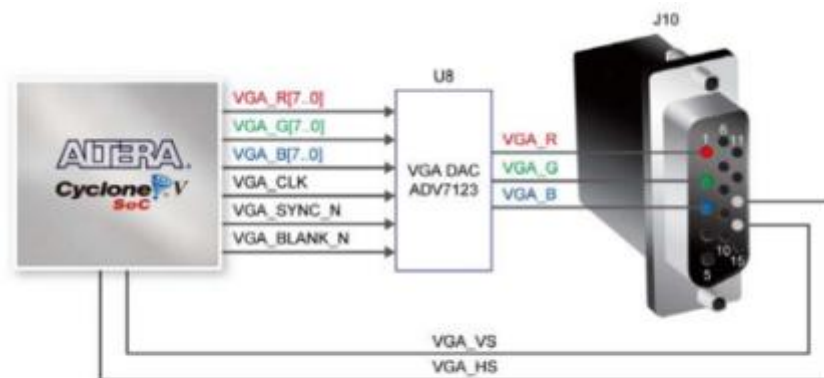 J10
U8
VGA_R[7..0]
VGA_G[7..0]
VGA_B[7..0]
VGA_CLK
VGA_SYNC_N
VGA_BLANK_N
ALTERA.
Cyclone V
SoC
VGA DAC
ADV7123
VGA_R
VGA_G
VGA_B
1
6
11
5
10
15
VGA_VS
VGA_HS